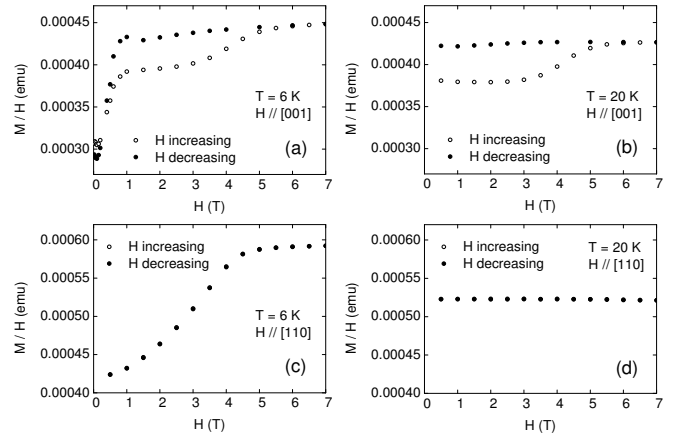 M / H (emu)
0.00045
0.00040
0.00035
0.00030
T = 6 K
H // [001]
H increasing
H decreasing
(a)
0 1 2 3 4 5 6 7
H (T)
M / H (emu)
0.00045
0.00040
0.00035
0.00030
T = 20 K
H // [001]
H increasing
H decreasing
(b)
0 1 2 3 4 5 6 7
H (T)
M / H (emu)
0.00060
0.00055
0.00050
0.00045
0.00040
H increasing
H decreasing
T = 6 K
H // [110]
(c)
0 1 2 3 4 5 6 7
H (T)
M / H (emu)
0.00060
0.00055
0.00050
0.00045
0.00040
H increasing
H decreasing
T = 20 K
H // [110]
(d)
0 1 2 3 4 5 6 7
H (T)